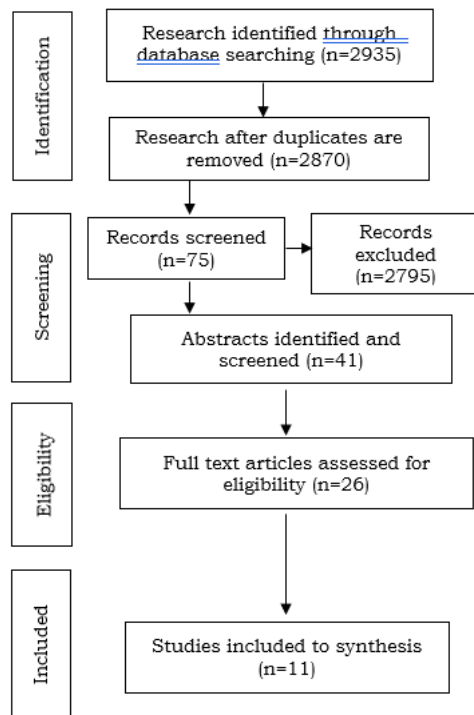 Identification
Research identified through
database searching (n=2935)
Research after duplicates are
removed (n=2870)
Screening
Records screened
(n=75)
Records
excluded
(n=2795)
Abstracts identified and
screened (n=41)
Eligibility
Full text articles assessed for
eligibility (n=26)
Included
Studies included to synthesis
(n=11)